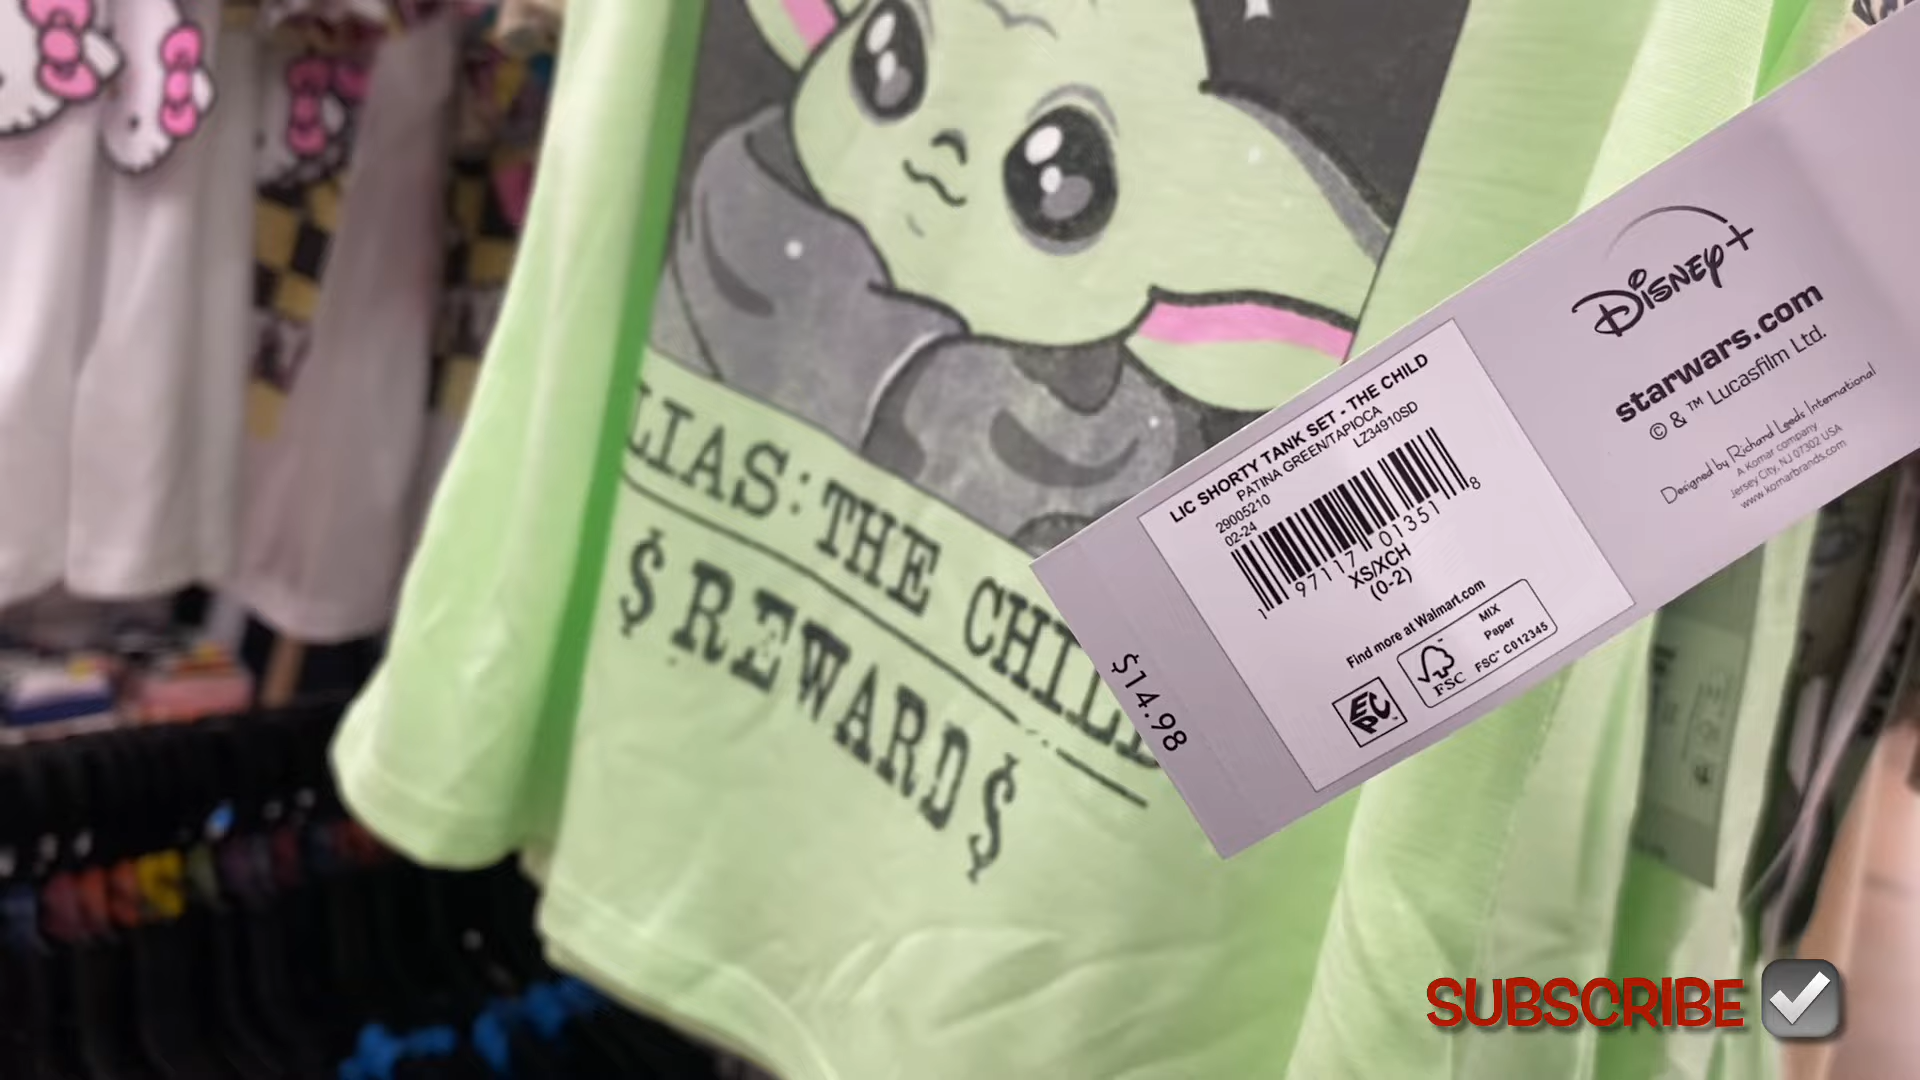 LIAS: THE CHILD
$ REWARD $
LIC SHORTY TANK SET - THE CHILD
PATINA GREEN/TAPIOCA
29005210
LZ34910SD
02-24
1 97117 01351 8
XS/XCH
(0-2)
Find more at Walmart.com
EPC
FSC
MIX
Paper
FSC™ C012345
$14.98
Disney+
starwars.com
© & ™ Lucasfilm Ltd.
Designed by Richard Leeds International
A Komar company
Jersey City, NJ 07302 USA
www.komarbrands.com
SUBSCRIBE